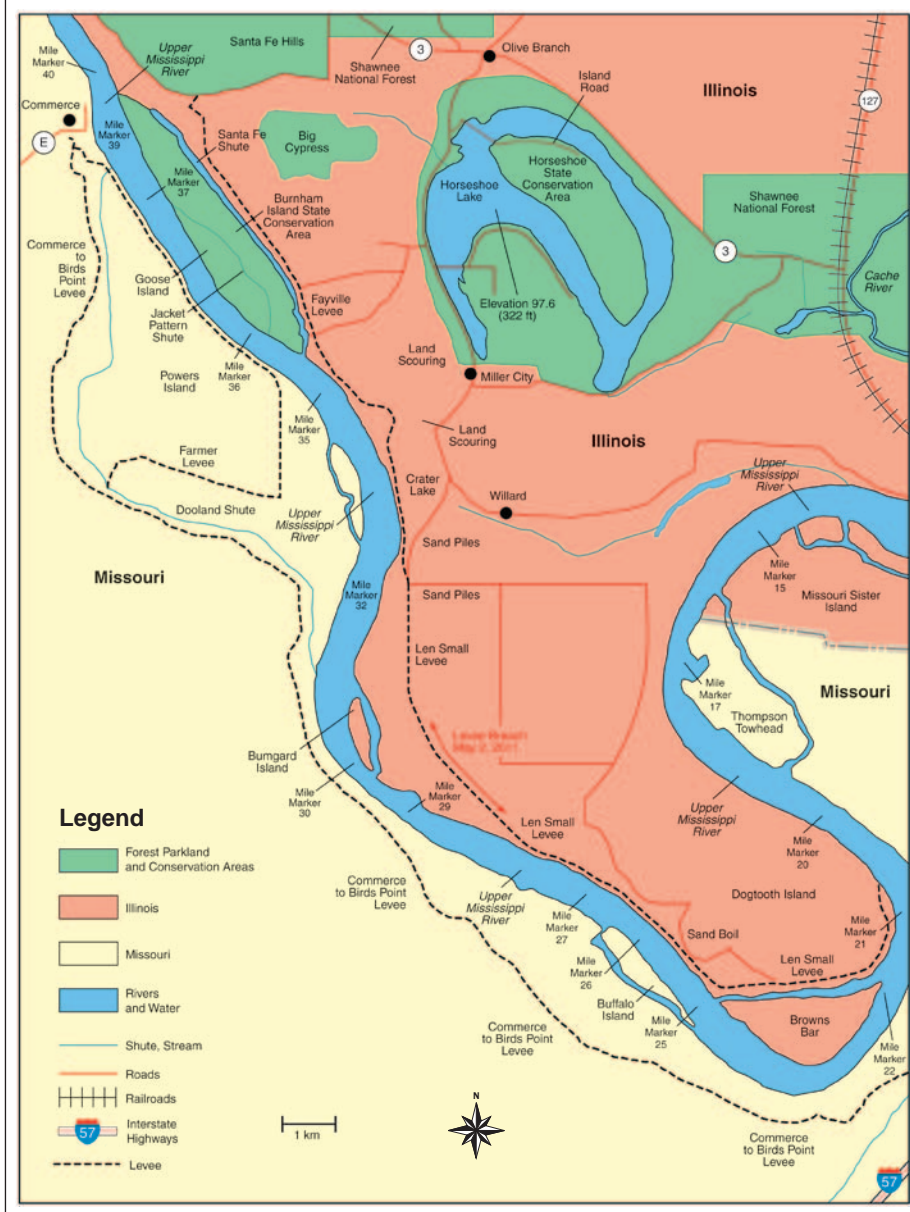 Santa Fe Hills
Upper
Mississippi
River
Mile
Marker
40
Shawnee
National Forest
3
Olive Branch
Island
Road
Illinois
127
Commerce
E
Mile
Marker
39
Santa Fe
Shute
Big
Cypress
Mile
Marker
37
Horseshoe
Lake
Horseshoe
State
Conservation
Area
Shawnee
National Forest
Burnham
Island State
Conservation
Area
Commerce
to
Birds
Point
Levee
3
Cache
River
Goose
Island
Fayville
Levee
Elevation 97.6
(322 ft)
Jacket
Pattern
Shute
Land
Scouring
Powers
Island
Mile
Marker
36
Miller City
Mile
Marker
35
Land
Scouring
Illinois
Farmer
Levee
Upper
Mississippi
River
Crater
Lake
Willard
Dooland Shute
Upper
Mississippi
River
Sand Piles
Mile
Marker
15
Missouri
Mile
Marker
32
Sand Piles
Missouri Sister
Island
Len Small
Levee
Mile
Marker
17
Missouri
Thompson
Towhead
Levee Breach
May 2, 2011
Bumgard
Island
Mile
Marker
30
Mile
Marker
29
Len Small
Levee
Upper
Mississippi
River
Mile
Marker
20
Legend
Forest Parkland
and Conservation Areas
Illinois
Missouri
Rivers
and Water
Shute, Stream
Roads
Railroads
57
Interstate
Highways
Levee
Commerce
to Birds Point
Levee
Upper
Mississippi
River
Mile
Marker
27
Dogtooth Island
Mile
Marker
21
Sand Boil
Len Small
Levee
Mile
Marker
26
Buffalo
Island
Mile
Marker
25
Browns
Bar
Mile
Marker
22
Commerce
to Birds Point
Levee
N
1 km
Commerce
to Birds Point
Levee
57